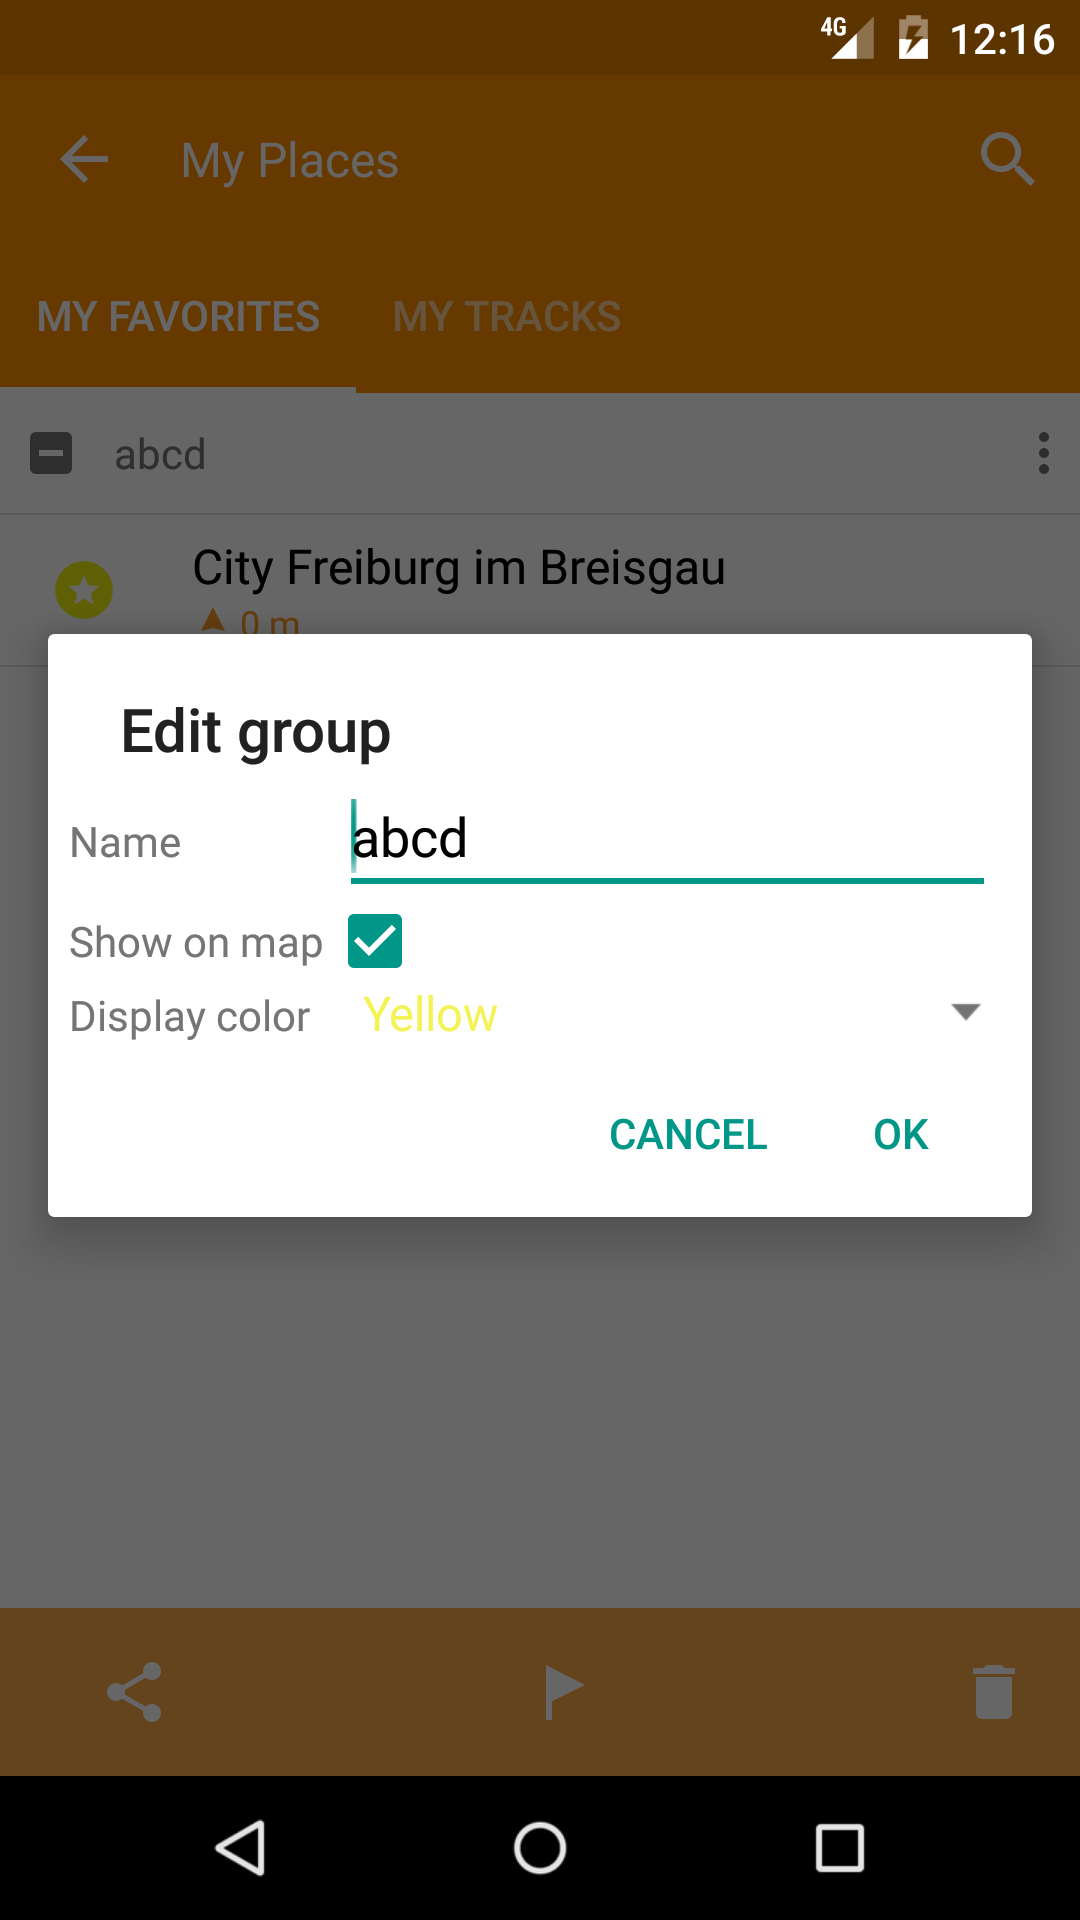 4G 12:16
My Places
MY FAVORITES MY TRACKS
abcd
City Freiburg im Breisgau
0 m
Edit group
Name abcd
Show on map
Display color Yellow
CANCEL OK